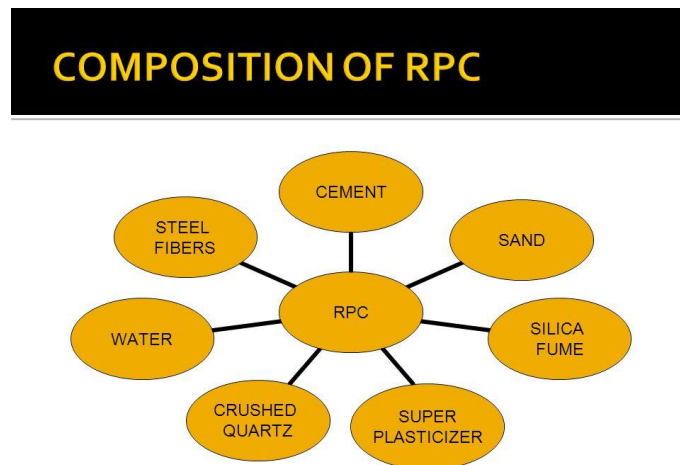 COMPOSITION OF RPC
CEMENT
STEEL
FIBERS
SAND
RPC
WATER
SILICA
FUME
CRUSHED
QUARTZ
SUPER
PLASTICIZER